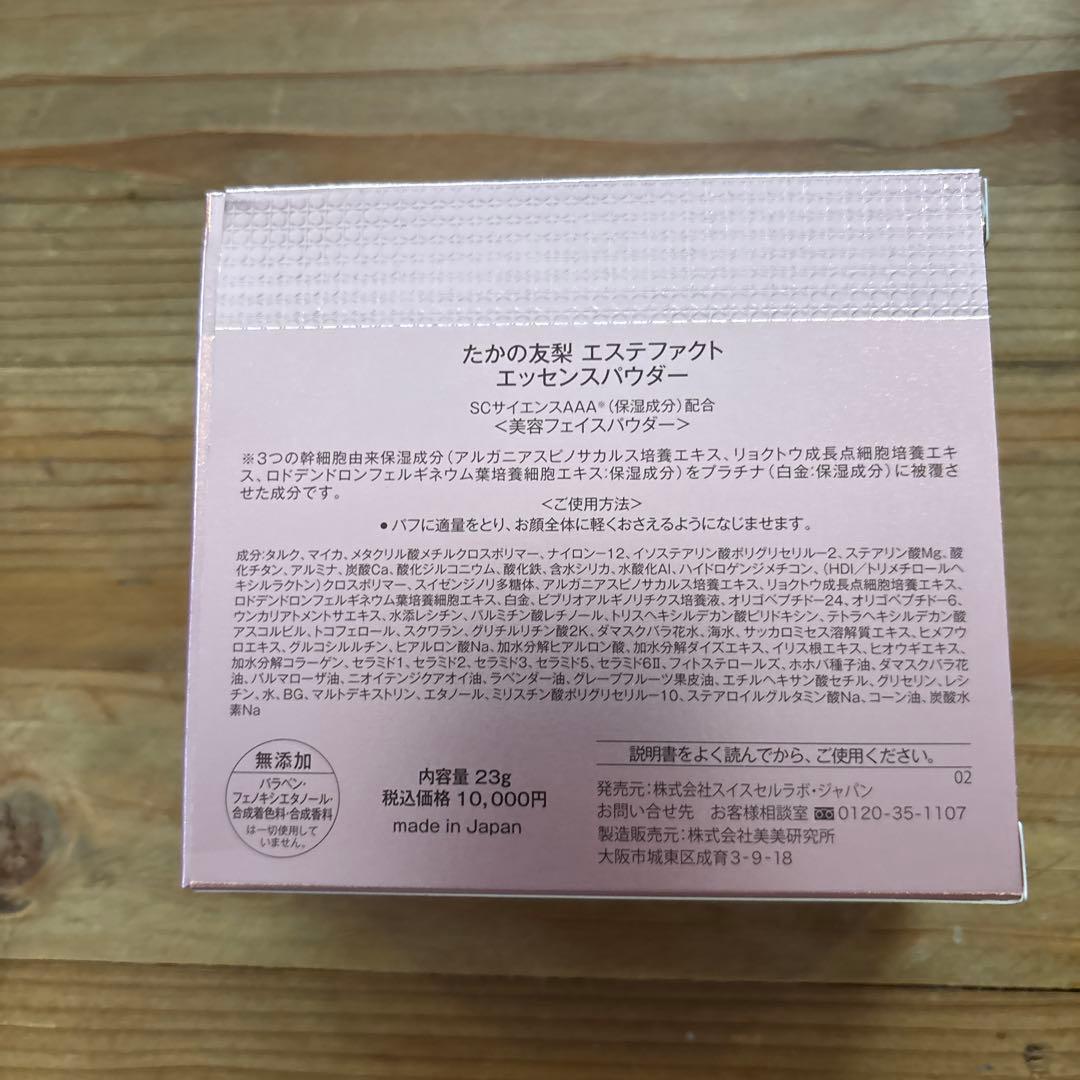 たかの友梨 エステファクト
エッセンスパウダー
SCサイエンスAAA※(保湿成分)配合
<美容フェイスパウダー>
※3つの幹細胞由来保湿成分(アルガニアスピノサカルス培養エキス、リョクトウ成長点細胞培養エキ
ス、ロドデンドロンフェルギネウム葉培養細胞エキス:保湿成分)をプラチナ(白金:保湿成分)に被覆さ
せた成分です。
<ご使用方法>
●パフに適量をとり、お顔全体に軽くおさえるようになじませます。
成分:タルク、マイカ、メタクリル酸メチルクロスポリマー、ナイロン-12、イソステアリン酸ポリグリセリル-2、ステアリン酸Mg、酸
化チタン、アルミナ、炭酸Ca、酸化ジルコニウム、酸化鉄、含水シリカ、水酸化Al、ハイドロゲンジメチコン、(HDI/トリメチロールヘ
キシルラクトン)クロスポリマー、スイゼンジノリ多糖体、アルガニアスピノサカルス培養エキス、リョクトウ成長点細胞培養エキス、
ロドデンドロンフェルギネウム葉培養細胞エキス、白金、ビブリオアルギノリチクス培養液、オリゴペプチド-24、オリゴペプチド-6、
ウンカリアトメントサエキス、水添レシチン、パルミチン酸レチノール、トリスヘキシルデカン酸ピリドキシン、テトラヘキシルデカン酸
アスコルビル、トコフェロール、スクワラン、グリチルリチン酸2K、ダマスクバラ花水、海水、サッカロミセス溶解質エキス、ヒメフウ
ロエキス、グルコシルルチン、ヒアルロン酸Na、加水分解ヒアルロン酸、加水分解ダイズエキス、イリス根エキス、ヒオウギエキス、
加水分解コラーゲン、セラミド1、セラミド2、セラミド3、セラミド5、セラミド6Ⅱ、フィトステロールズ、ホホバ種子油、ダマスクバラ花
油、パルマローザ油、ニオイテンジクアオイ油、ラベンダー油、グレープフルーツ果皮油、エチルヘキサン酸セチル、グリセリン、レシ
チン、水、BG、マルトデキストリン、エタノール、ミリスチン酸ポリグリセリル-10、ステアロイルグルタミン酸Na、コーン油、炭酸水
素Na
無添加
パラベン・
フェノキシエタノール・
合成着色料・合成香料
は一切使用して
いません。
内容量 23g
税込価格 10,000円
made in Japan
説明書をよく読んでから、ご使用ください。
02
発売元:株式会社スイスセルラボ・ジャパン
お問い合せ先 お客様相談室 0120-35-1107
製造販売元:株式会社美美研究所
大阪市城東区成育3-9-18